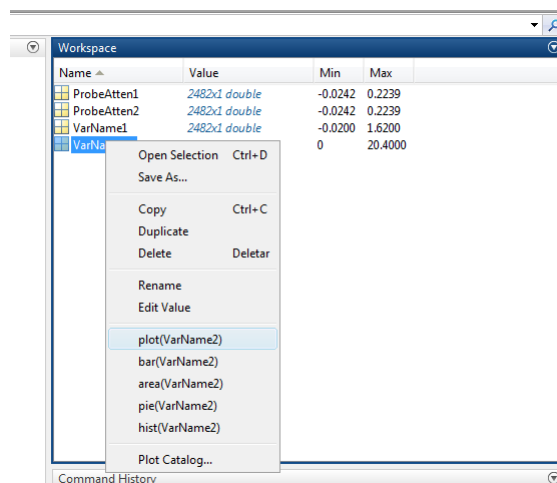 Workspace
Name Value Min Max
ProbeAtten1 2482x1 double -0.0242 0.2239
ProbeAtten2 2482x1 double -0.0242 0.2239
VarName1 2482x1 double -0.0200 1.6200
VarNa 0 20.4000
Open Selection Ctrl+D
Save As...
Copy Ctrl+C
Duplicate
Delete Deletar
Rename
Edit Value
plot(VarName2)
bar(VarName2)
area(VarName2)
pie(VarName2)
hist(VarName2)
Plot Catalog...
Command History